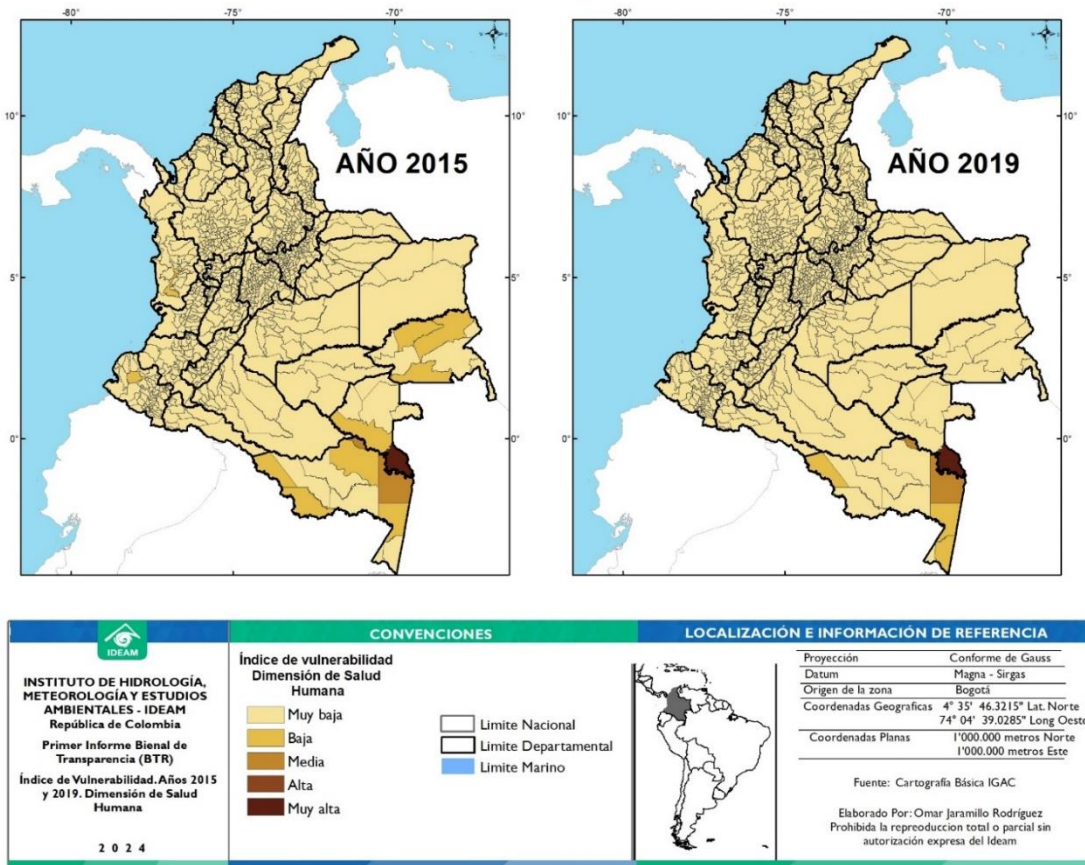 -80° -75° -70°
10°
5°
0°
AÑO 2015
-80° -75° -70°
10°
5°
0°
AÑO 2019
IDEAM
INSTITUTO DE HIDROLOGÍA,
METEOROLOGÍA Y ESTUDIOS
AMBIENTALES - IDEAM
República de Colombia
Primer Informe Bienal de
Transparencia (BTR)
Índice de Vulnerabilidad. Años 2015
y 2019. Dimensión de Salud
Humana
2 0 2 4
CONVENCIONES
Índice de vulnerabilidad
Dimensión de Salud
Humana
Muy baja
Baja
Media
Alta
Muy alta
Limite Nacional
Limite Departamental
Limite Marino
LOCALIZACIÓN E INFORMACIÓN DE REFERENCIA
Proyección Conforme de Gauss
Datum Magna - Sirgas
Origen de la zona Bogotá
Coordenadas Geograficas 4° 35' 46.3215" Lat. Norte
74° 04' 39.0285" Long Oeste
Coordenadas Planas 1'000.000 metros Norte
1'000.000 metros Este
Fuente: Cartografía Básica IGAC
Elaborado Por: Omar Jaramillo Rodríguez
Prohibida la repreoduccion total o parcial sin
autorización expresa del Ideam